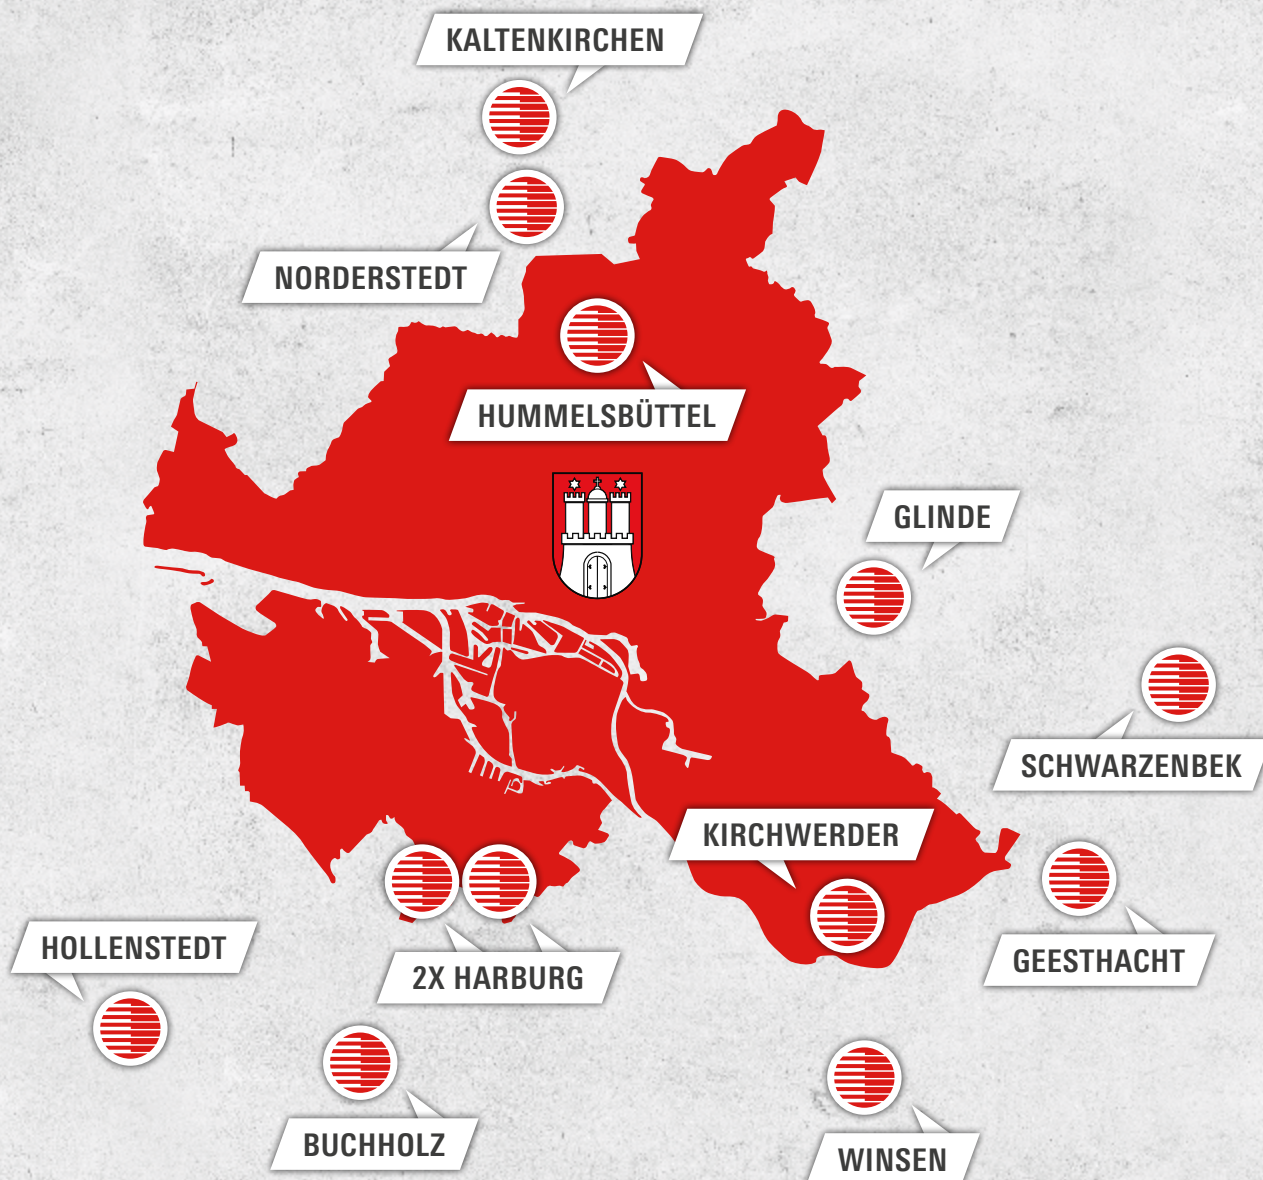 KALTENKIRCHEN
NORDERSTEDT
HUMMELSBÜTTEL
GLINDE
SCHWARZENBEK
KIRCHWERDER
HOLLENSTEDT
2X HARBURG
GEESTHACHT
BUCHHOLZ
WINSEN